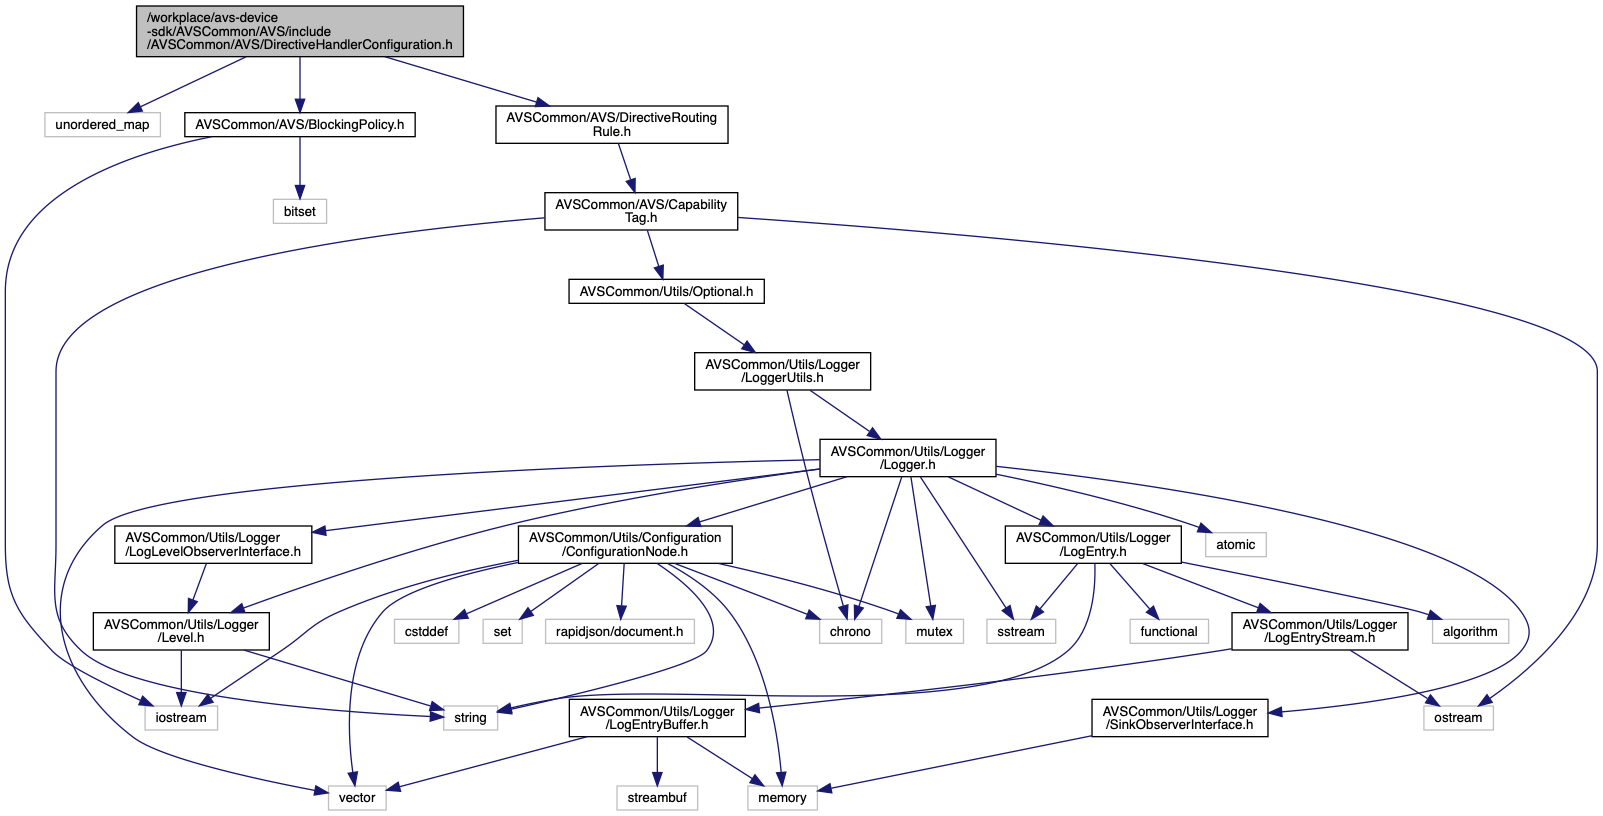 /workplace/avs-device
-sdk/AVSCommon/AVS/include
/AVSCommon/AVS/DirectiveHandlerConfiguration.h
unordered_map
AVSCommon/AVS/BlockingPolicy.h
AVSCommon/AVS/DirectiveRouting
Rule.h
bitset
AVSCommon/AVS/Capability
Tag.h
AVSCommon/Utils/Optional.h
AVSCommon/Utils/Logger
/LoggerUtils.h
AVSCommon/Utils/Logger
/Logger.h
AVSCommon/Utils/Logger
/LogLevelObserverInterface.h
AVSCommon/Utils/Configuration
/ConfigurationNode.h
AVSCommon/Utils/Logger
/LogEntry.h
atomic
AVSCommon/Utils/Logger
/Level.h
cstddef
set
rapidjson/document.h
chrono
mutex
sstream
functional
AVSCommon/Utils/Logger
/LogEntryStream.h
algorithm
iostream
string
AVSCommon/Utils/Logger
/LogEntryBuffer.h
AVSCommon/Utils/Logger
/SinkObserverInterface.h
ostream
vector
streambuf
memory